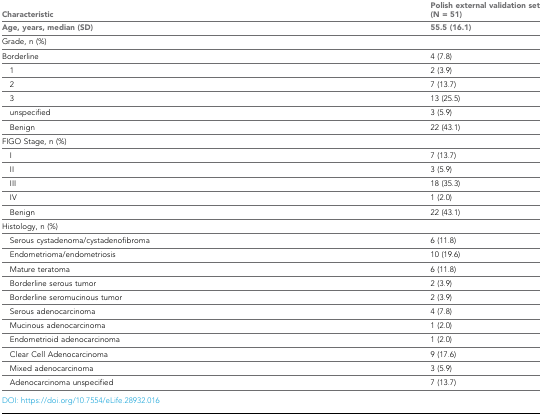 Characteristic Polish external validation set (N = 51)
Age, years, median (SD) 55.5 (16.1)
Grade, n (%)
Borderline 4 (7.8)
1 2 (3.9)
2 7 (13.7)
3 13 (25.5)
unspecified 3 (5.9)
Benign 22 (43.1)
FIGO Stage, n (%)
I 7 (13.7)
II 3 (5.9)
III 18 (35.3)
IV 1 (2.0)
Benign 22 (43.1)
Histology, n (%)
Serous cystadenoma/cystadenofibroma 6 (11.8)
Endometrioma/endometriosis 10 (19.6)
Mature teratoma 6 (11.8)
Borderline serous tumor 2 (3.9)
Borderline seromucinous tumor 2 (3.9)
Serous adenocarcinoma 4 (7.8)
Mucinous adenocarcinoma 1 (2.0)
Endometrioid adenocarcinoma 1 (2.0)
Clear Cell Adenocarcinoma 9 (17.6)
Mixed adenocarcinoma 3 (5.9)
Adenocarcinoma unspecified 7 (13.7)
DOI: https://doi.org/10.7554/eLife.28932.016